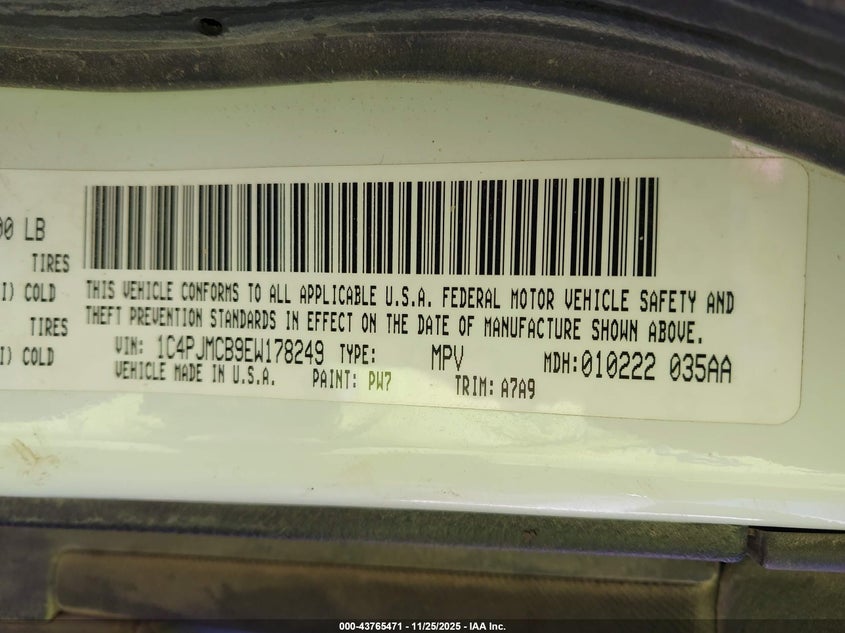 00 LB
TIRES
I) COLD
TIRES
I) COLD
THIS VEHICLE CONFORMS TO ALL APPLICABLE U.S.A. FEDERAL MOTOR VEHICLE SAFETY AND
THEFT PREVENTION STANDARDS IN EFFECT ON THE DATE OF MANUFACTURE SHOWN ABOVE.
VIN: 1C4PJMCB9EW178249 TYPE: MPV MDH:010222 035AA
VEHICLE MADE IN U.S.A. PAINT: PW7 TRIM: A7A9
000-43765471 - 11/25/2025 - IAA Inc.